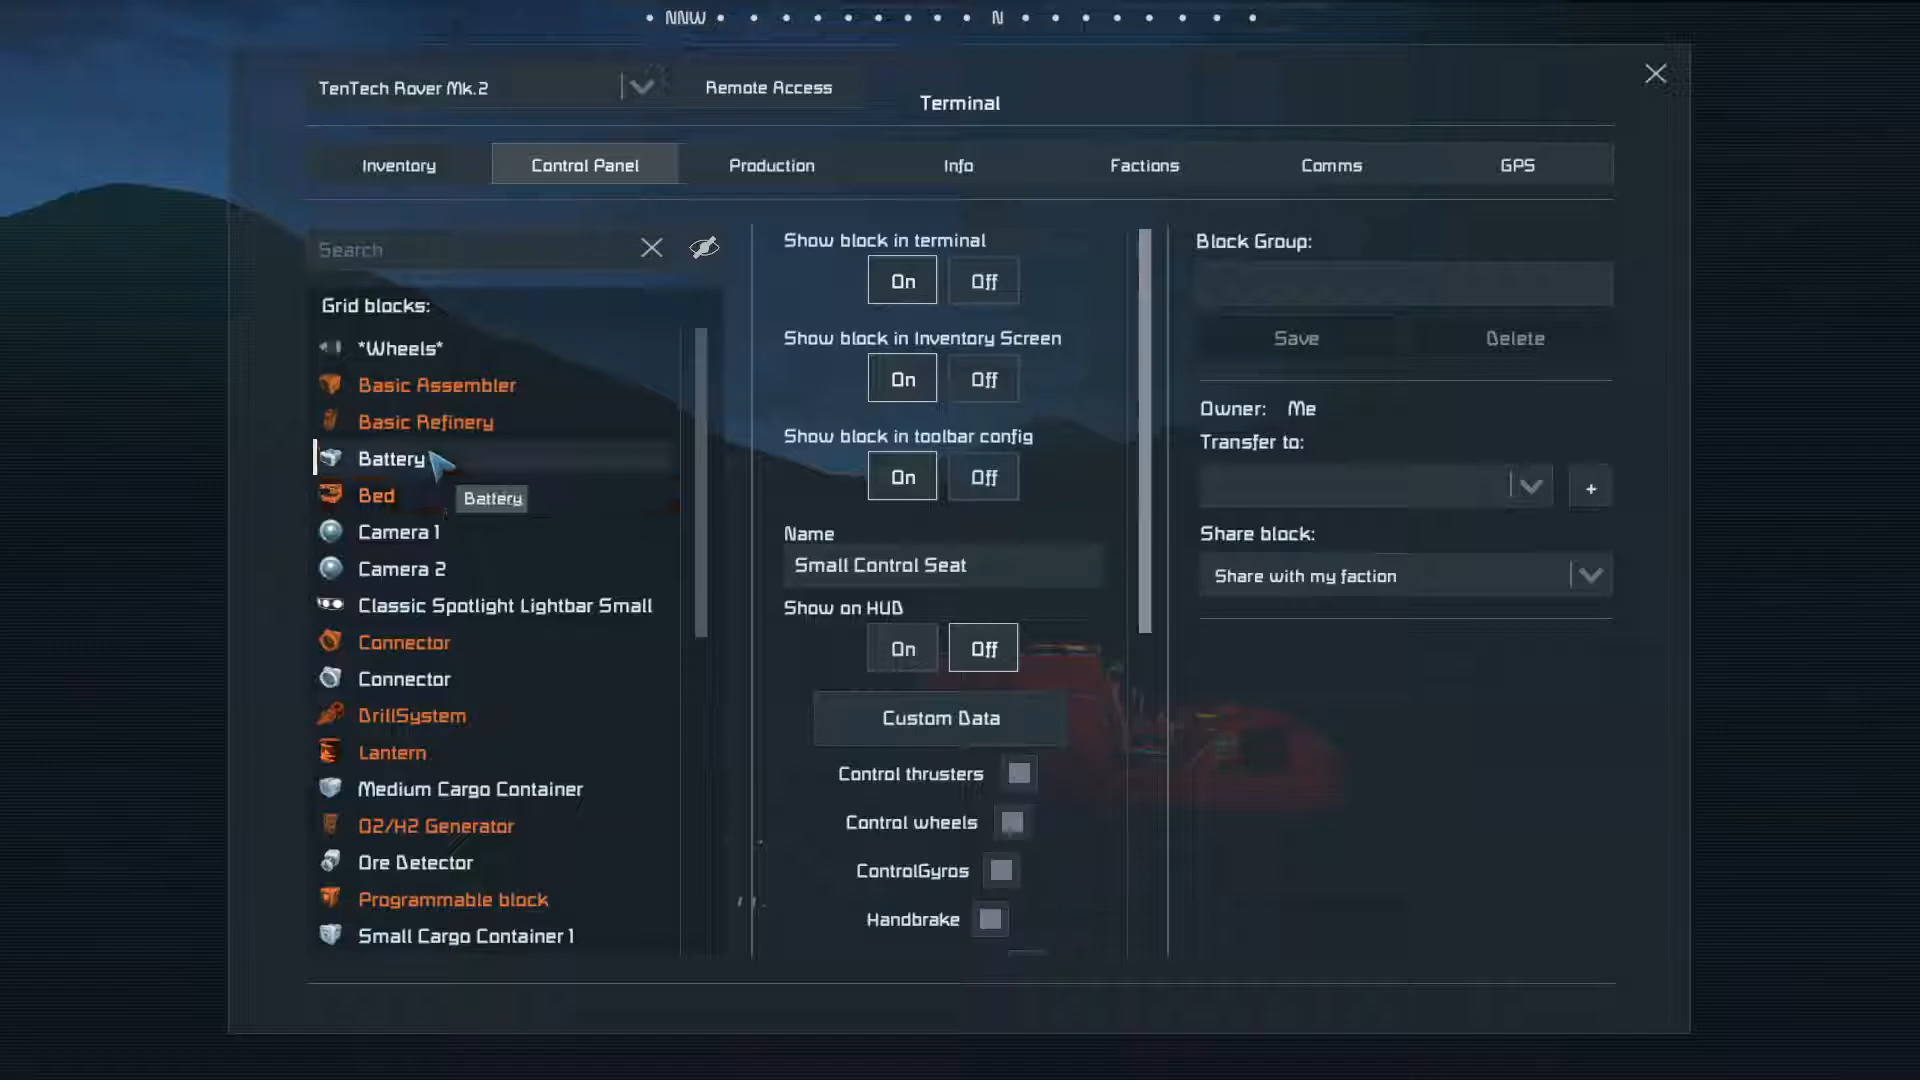 NNW N
TenTech Rover Mk.2
Remote Access
Terminal
Inventory
Control Panel
Production
Info
Factions
Comms
GPS
Search
Grid blocks:
*Wheels*
Basic Assembler
Basic Refinery
Battery
Bed
Battery
Camera 1
Camera 2
Classic Spotlight Lightbar Small
Connector
Connector
DrillSystem
Lantern
Medium Cargo Container
O2/H2 Generator
Ore Detector
Programmable block
Small Cargo Container 1
Show block in terminal
On Off
Show block in Inventory Screen
On Off
Show block in toolbar config
On Off
Name
Small Control Seat
Show on HUD
On Off
Custom Data
Control thrusters
Control wheels
ControlGyros
Handbrake
Block Group:
Save Delete
Owner: Me
Transfer to:
+
Share block:
Share with my faction